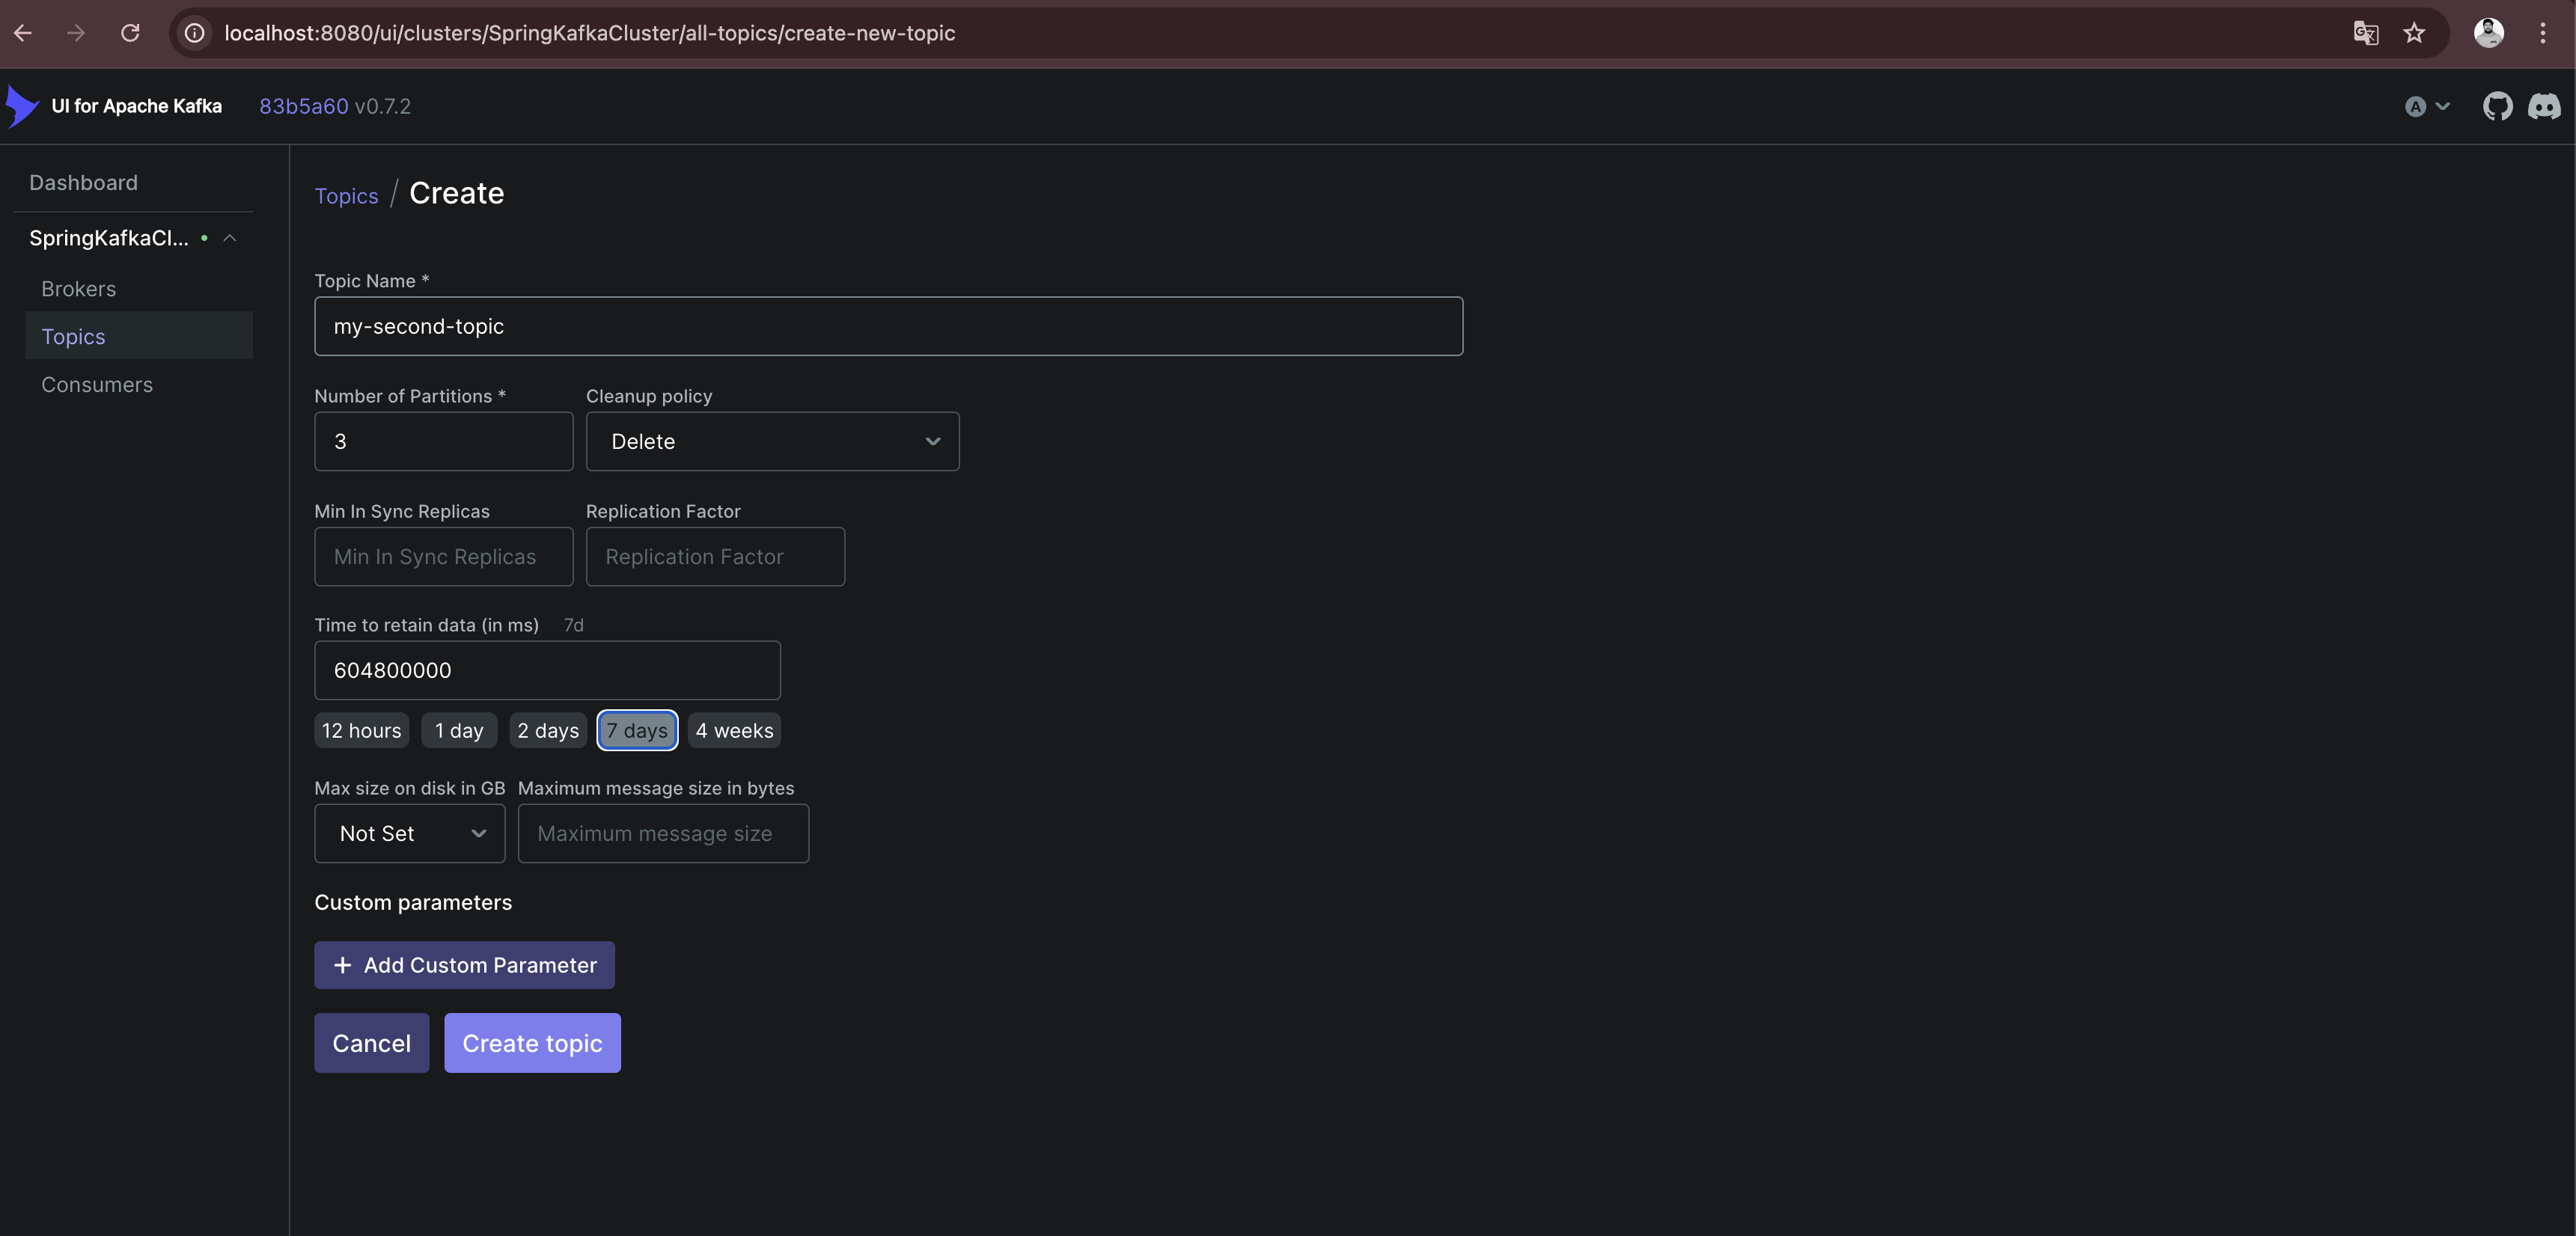 localhost:8080/ui/clusters/SpringKafkaCluster/all-topics/create-new-topic
UI for Apache Kafka 83b5a60 v0.7.2
A
Dashboard
SpringKafkaCl...
Brokers
Topics
Consumers
Topics / Create
Topic Name *
my-second-topic
Number of Partitions * Cleanup policy
3 Delete
Min In Sync Replicas Replication Factor
Min In Sync Replicas Replication Factor
Time to retain data (in ms) 7d
604800000
12 hours 1 day 2 days 7 days 4 weeks
Max size on disk in GB Maximum message size in bytes
Not Set Maximum message size
Custom parameters
+ Add Custom Parameter
Cancel Create topic